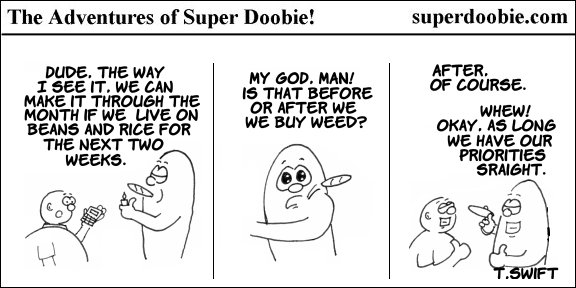 The Adventures of Super Doobie!
superdoobie.com
DUDE. THE WAY
I SEE IT. WE CAN
MAKE IT THROUGH THE
MONTH IF WE LIVE ON
BEANS AND RICE FOR
THE NEXT TWO
WEEKS.
MY GOD. MAN!
IS THAT BEFORE
OR AFTER WE
WE BUY WEED?
AFTER.
OF COURSE.
WHEW!
OKAY. AS LONG
WE HAVE OUR
PRIORITIES
SRAIGHT.
T.SWIFT